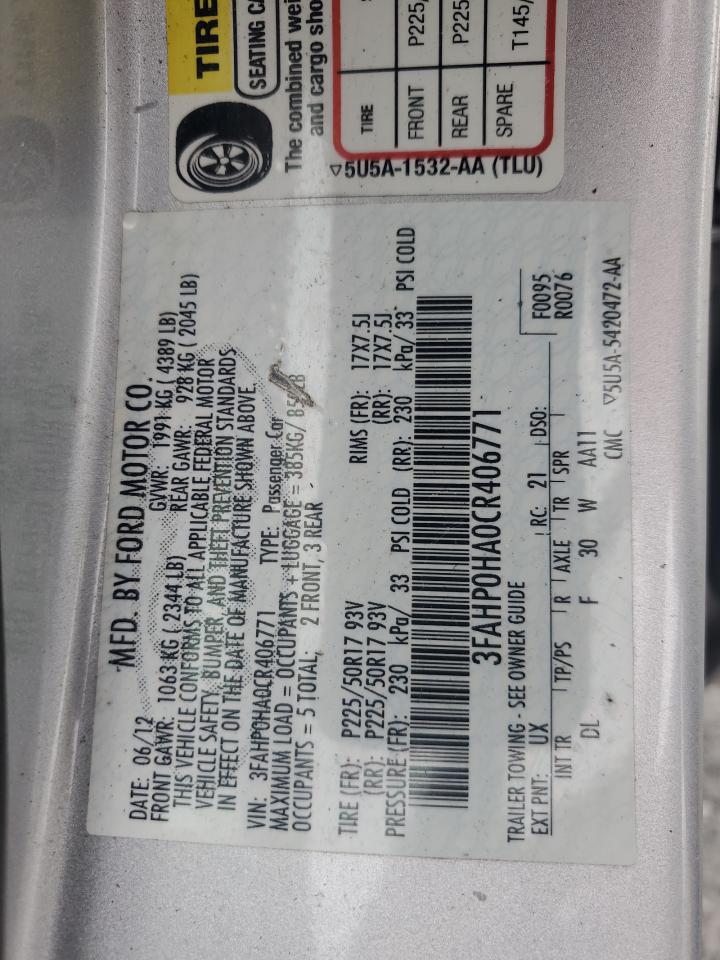 TIRE
SEATING CA
The combined wei
and cargo sho
TIRE
FRONT P225/
REAR P225
SPARE T145/
▽5U5A-1532-AA (TLU)
MFD. BY FORD MOTOR CO.
DATE: 06/12 GVWR: 1991 KG ( 4389 LB)
FRONT GAWR: 1063 KG ( 2344 LB) REAR GAWR: 928 KG ( 2045 LB)
THIS VEHICLE CONFORMS TO ALL APPLICABLE FEDERAL MOTOR
VEHICLE SAFETY, BUMPER, AND THEFT PREVENTION STANDARDS
IN EFFECT ON THE DATE OF MANUFACTURE SHOWN ABOVE.
VIN: 3FAHP0HA0CR406771 TYPE: Passenger Car
MAXIMUM LOAD = OCCUPANTS + LUGGAGE = 385KG/ LB
OCCUPANTS = 5 TOTAL, 2 FRONT, 3 REAR
TIRE (FR): P225/50R17 93V RIMS (FR): 17X7.5J
(RR): P225/50R17 93V (RR): 17X7.5J
PRESSURE (FR): 230 kPa/ 33 PSI COLD (RR): 230 kPa/ 33 PSI COLD
3FAHP0HA0CR406771
TRAILER TOWING - SEE OWNER GUIDE
EXT PNT: UX RC: 21 DSO: F0095
R0076
INT TR TP/PS R AXLE TR SPR
DL F 30 W AA11
CMC ▽5U5A-5420472-AA